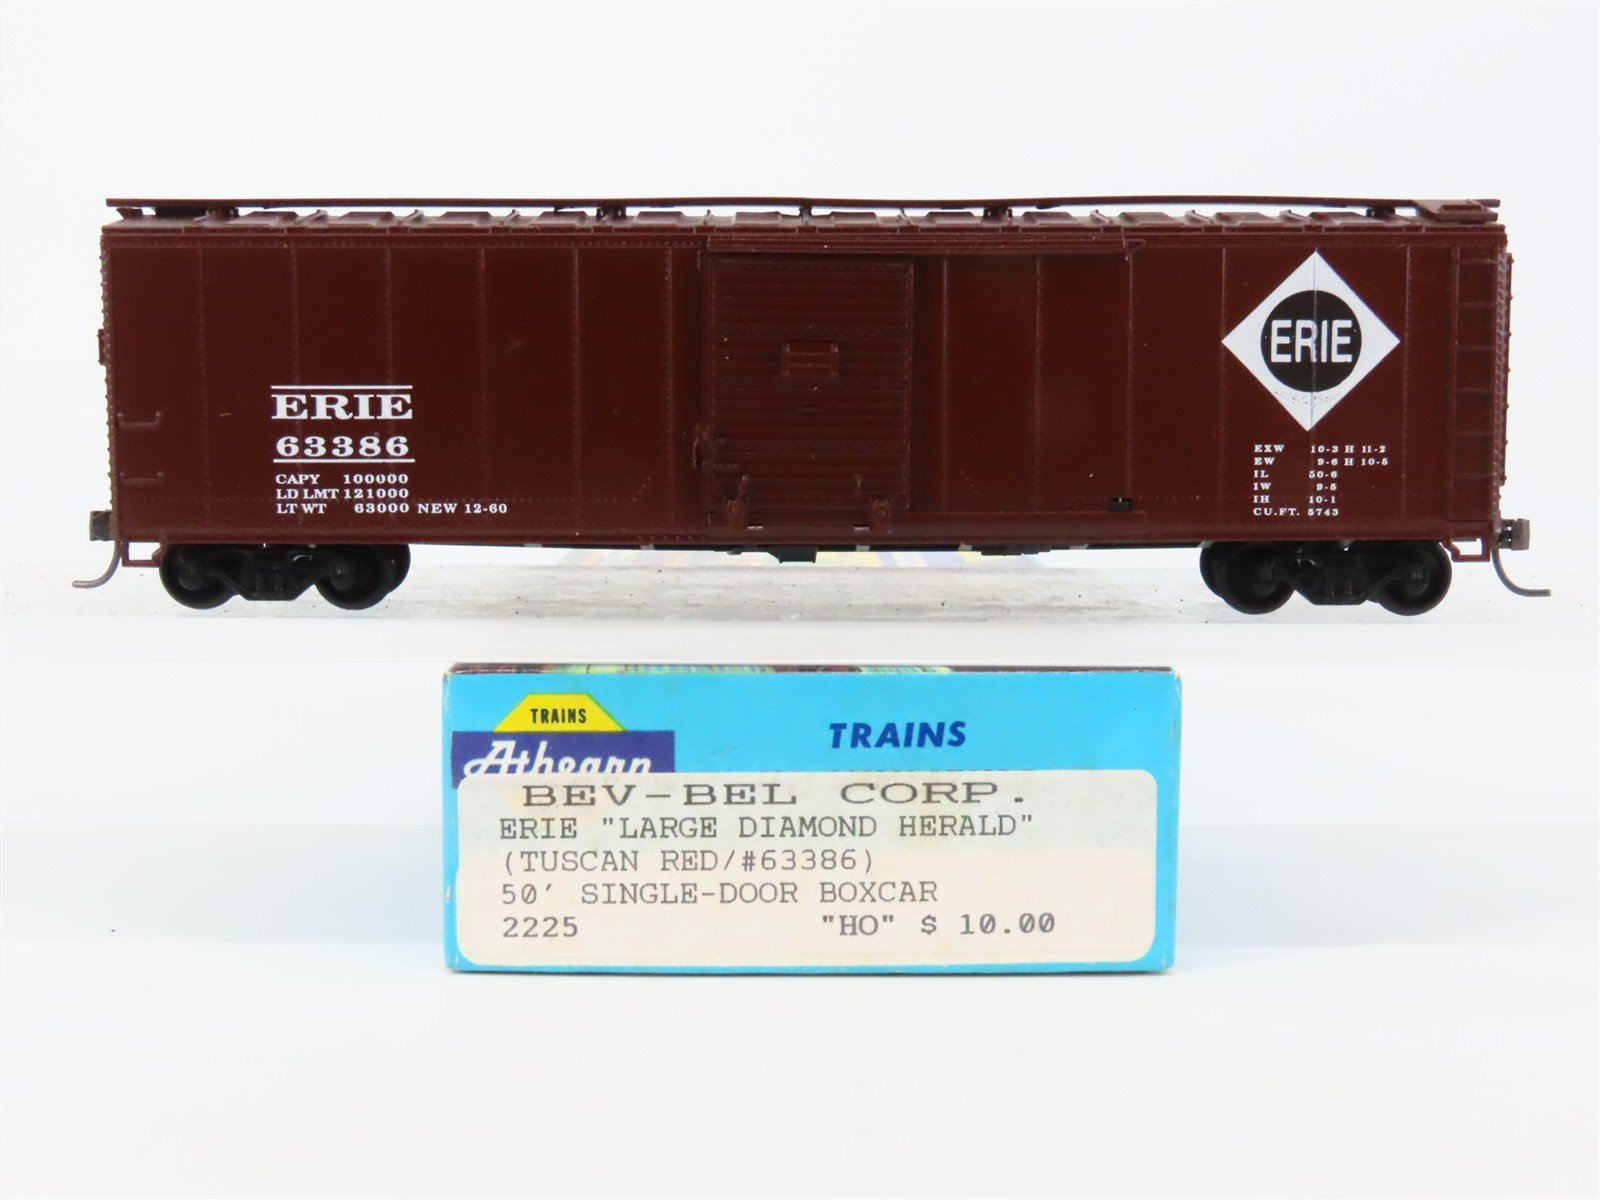 ERIE
63386
CAPY 100000
LD LMT 121000
LT WT 63000 NEW 12-60
ERIE
EXW 10-3 H 11-2
EW 9-6 H 10-5
IL 50-6
IW 9-5
IH 10-1
CU.FT. 5743
TRAINS
Athearn
TRAINS
BEV-BEL CORP.
ERIE "LARGE DIAMOND HERALD"
(TUSCAN RED/#63386)
50' SINGLE-DOOR BOXCAR
2225 "HO" $ 10.00